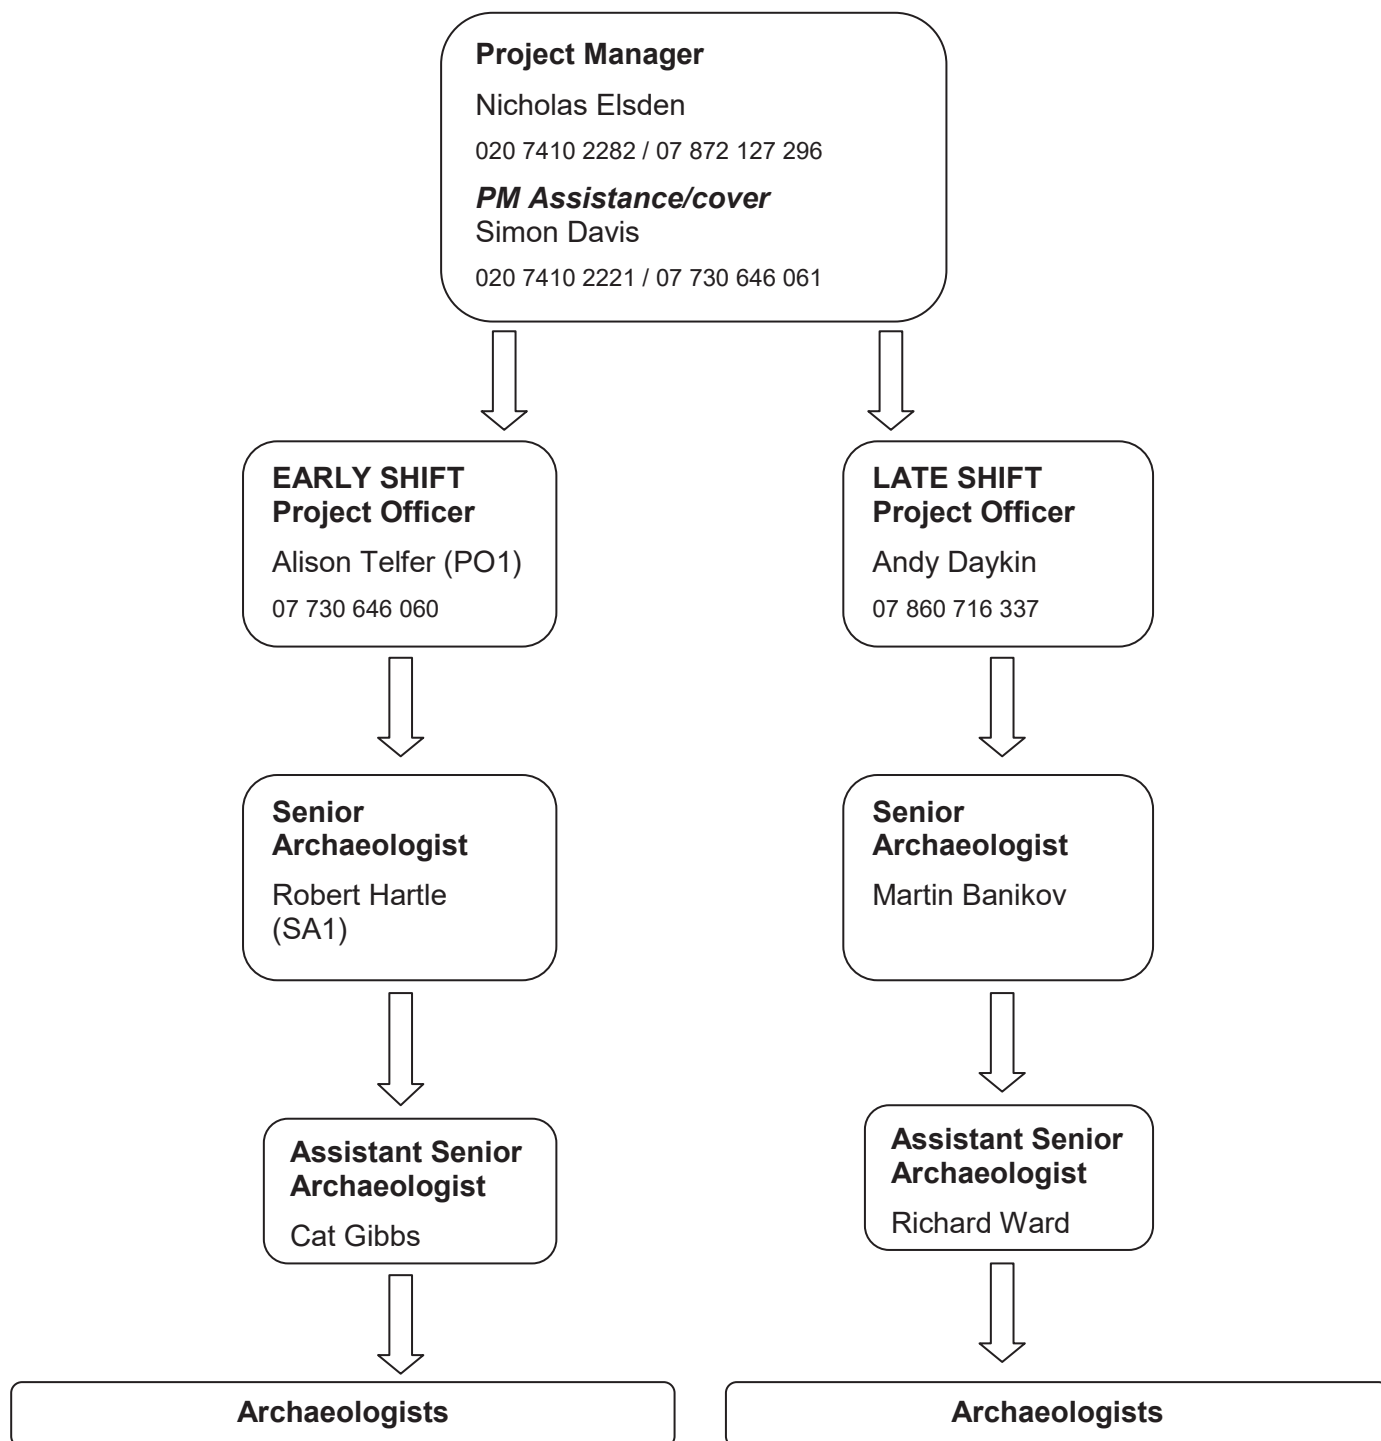 Project Manager
Nicholas Elsden
020 7410 2282 / 07 872 127 296
PM Assistance/cover
Simon Davis
020 7410 2221 / 07 730 646 061
EARLY SHIFT
Project Officer
Alison Telfer (PO1)
07 730 646 060
LATE SHIFT
Project Officer
Andy Daykin
07 860 716 337
Senior
Archaeologist
Robert Hartle
(SA1)
Senior
Archaeologist
Martin Banikov
Assistant Senior
Archaeologist
Cat Gibbs
Assistant Senior
Archaeologist
Richard Ward
Archaeologists
Archaeologists